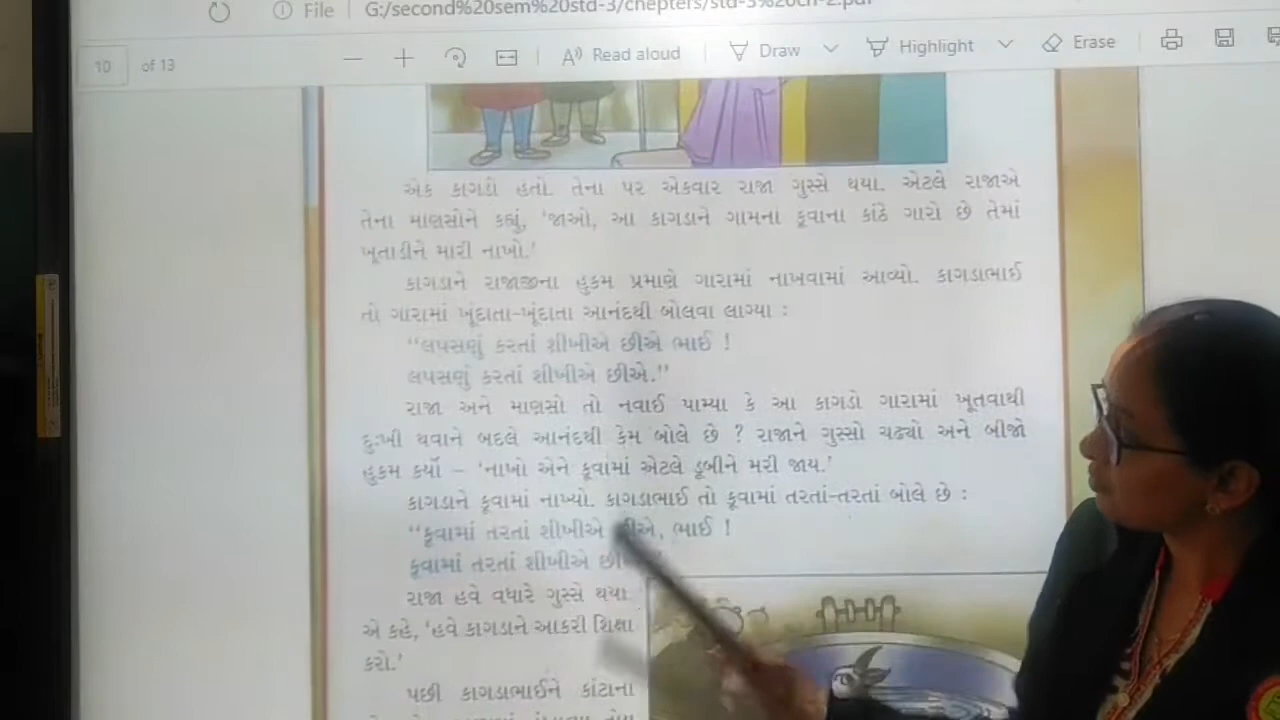 File G:/second%20sem%20std-3/chepters/std-3%20ch-2.pdf
10 of 13 Read aloud Draw Highlight Erase
એક કાગડો હતો. તેના પર એકવાર રાજા ગુસ્સે થયા. એટલે રાજાએ
તેના માણસોને કહ્યું, ‘જાઓ, આ કાગડાને ગામના કૂવાના કાંઠે ગારો છે તેમાં
ખૂતાડીને મારી નાખો.’
કાગડાને રાજાજીના હુકમ પ્રમાણે ગારામાં નાખવામાં આવ્યો. કાગડાભાઈ
તો ગારામાં ખૂંદાતા-ખૂંદાતા આનંદથી બોલવા લાગ્યા :
“લપસણું કરતાં શીખીએ છીએ ભાઈ !
લપસણું કરતાં શીખીએ છીએ.”
રાજા અને માણસો તો નવાઈ પામ્યા કે આ કાગડો ગારામાં ખૂતવાથી
દુઃખી થવાને બદલે આનંદથી કેમ બોલે છે ? રાજાને ગુસ્સો ચઢ્યો અને બીજો
હુકમ કર્યો – ‘નાખો એને કૂવામાં એટલે ડૂબીને મરી જાય.’
કાગડાને કૂવામાં નાખ્યો. કાગડાભાઈ તો કૂવામાં તરતાં-તરતાં બોલે છે :
“કૂવામાં તરતાં શીખીએ છીએ, ભાઈ !
કૂવામાં તરતાં શીખીએ
રાજા હવે વધારે ગુસ્સે થયા.
એ કહે, ‘હવે કાગડાને આકરી શિક્ષા
કરો.’
પછી કાગડાભાઈને કાંટાના